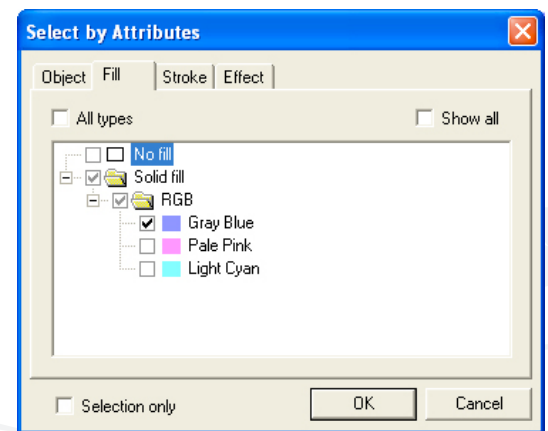 Select by Attributes
Object Fill Stroke Effect
All types Show all
No fill
Solid fill
RGB
Gray Blue
Pale Pink
Light Cyan
Selection only OK Cancel